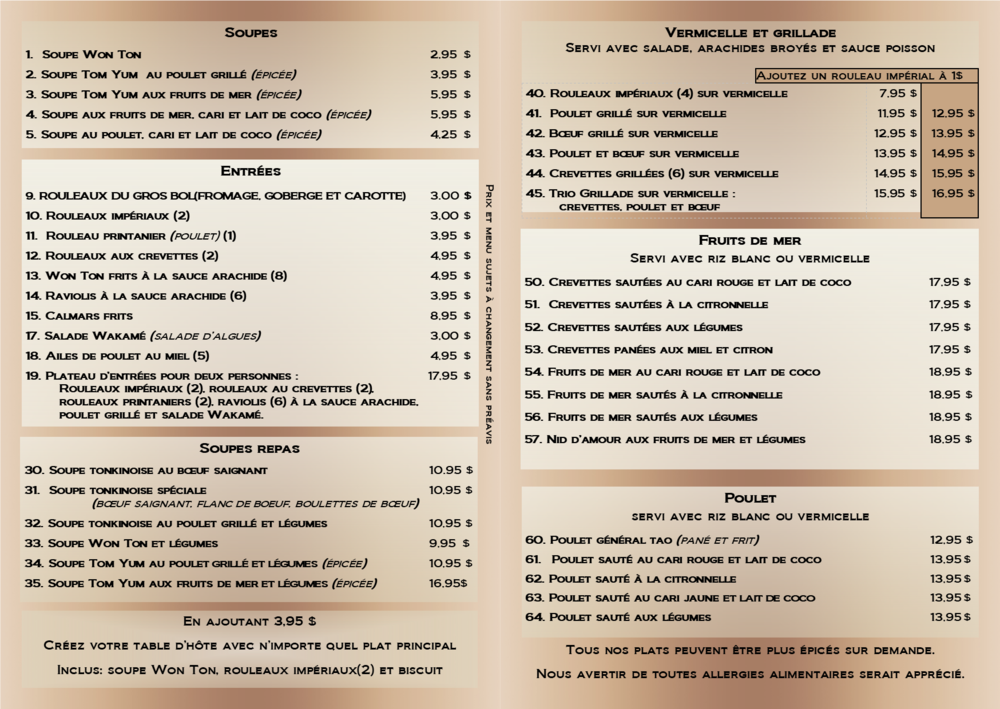 Soupes
1. Soupe Won Ton 2.95 $
2. Soupe Tom Yum au poulet grillé (épicée) 3,95 $
3. Soupe Tom Yum aux fruits de mer (épicée) 5,95 $
4. Soupe aux fruits de mer, cari et lait de coco (épicée) 5,95 $
5. Soupe au poulet, cari et lait de coco (épicée) 4,25 $
Entrées
9. ROULEAUX DU GROS BOL(FROMAGE, GOBERGE ET CAROTTE) 3.00 $
10. Rouleaux impériaux (2) 3,00 $
11. Rouleau printanier (poulet) (1) 3,95 $
12. Rouleaux aux crevettes (2) 4,95 $
13. Won Ton frits à la sauce arachide (8) 4,95 $
14. Raviolis à la sauce arachide (6) 3,95 $
15. Calmars frits 8,95 $
17. Salade Wakamé (salade d'algues) 3,00 $
18. Ailes de poulet au miel (5) 4,95 $
19. Plateau d'entrées pour deux personnes : 17,95 $
Rouleaux impériaux (2), rouleaux au crevettes (2),
rouleaux printaniers (2), raviolis (6) à la sauce arachide,
poulet grillé et salade Wakamé.
Soupes repas
30. Soupe tonkinoise au bœuf saignant 10,95 $
31. Soupe tonkinoise spéciale 10,95 $
(bœuf saignant, flanc de boeuf, boulettes de bœuf)
32. Soupe tonkinoise au poulet grillé et légumes 10,95 $
33. Soupe Won Ton et légumes 9,95 $
34. Soupe Tom Yum au poulet grillé et légumes (épicée) 10,95 $
35. Soupe Tom Yum aux fruits de mer et légumes (épicée) 16,95$
En ajoutant 3,95 $
Créez votre table d'hôte avec n'importe quel plat principal
Inclus: soupe Won Ton, rouleaux impériaux(2) et biscuit
Prix et menu sujets à changement sans préavis
Vermicelle et grillade
Servi avec salade, arachides broyés et sauce poisson
Ajoutez un rouleau impérial à 1$
40. Rouleaux impériaux (4) sur vermicelle 7,95 $
41. Poulet grillé sur vermicelle 11,95 $ 12,95 $
42. Bœuf grillé sur vermicelle 12,95 $ 13,95 $
43. Poulet et bœuf sur vermicelle 13,95 $ 14,95 $
44. Crevettes grillées (6) sur vermicelle 14,95 $ 15,95 $
45. Trio Grillade sur vermicelle : 15,95 $ 16,95 $
crevettes, poulet et bœuf
Fruits de mer
Servi avec riz blanc ou vermicelle
50. Crevettes sautées au cari rouge et lait de coco 17,95 $
51. Crevettes sautées à la citronnelle 17,95 $
52. Crevettes sautées aux légumes 17,95 $
53. Crevettes panées aux miel et citron 17,95 $
54. Fruits de mer au cari rouge et lait de coco 18,95 $
55. Fruits de mer sautés à la citronnelle 18,95 $
56. Fruits de mer sautés aux légumes 18,95 $
57. Nid d'amour aux fruits de mer et légumes 18,95 $
Poulet
servi avec riz blanc ou vermicelle
60. Poulet général tao (pané et frit) 12,95 $
61. Poulet sauté au cari rouge et lait de coco 13,95 $
62. Poulet sauté à la citronnelle 13,95 $
63. Poulet sauté au cari jaune et lait de coco 13,95 $
64. Poulet sauté aux légumes 13,95 $
Tous nos plats peuvent être plus épicés sur demande.
Nous avertir de toutes allergies alimentaires serait apprécié.